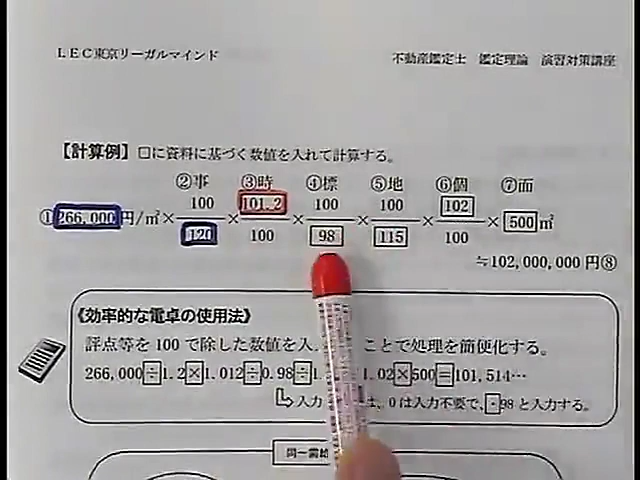 LEC東京リーガルマインド
不動産鑑定士 鑑定理論 演習対策講座
【計算例】□に資料に基づく数値を入れて計算する。
②事 ③時 ④標 ⑤地 ⑥個 ⑦面
100 101.2 100 100 102
①266,000円/㎡× × × × × ×500㎡
120 100 98 115 100
≒102,000,000円⑧
《効率的な電卓の使用法》
評点等を100で除した数値を入 ことで処理を簡便化する。
266,000÷1.2×1.012÷0.98÷1. 1.02×500=101,514…
入力 は、0は入力不要で、・98と入力する。
同一需給